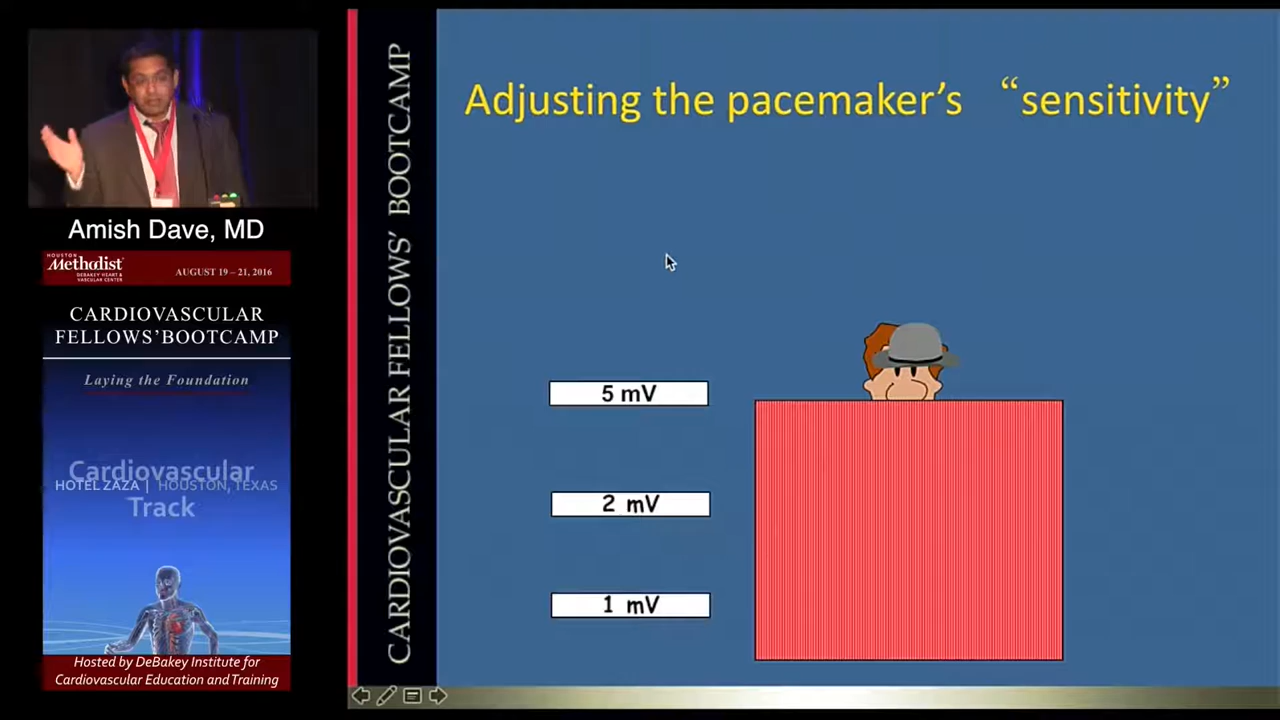 Amish Dave, MD
HOUSTON
Methodist
DEBAKEY HEART &
VASCULAR CENTER
AUGUST 19 – 21, 2016
CARDIOVASCULAR
FELLOWS’BOOTCAMP
Laying the Foundation
Cardiovascular
HOTEL ZAZA | HOUSTON, TEXAS
Track
Hosted by DeBakey Institute for
Cardiovascular Education and Training
CARDIOVASCULAR FELLOWS’ BOOTCAMP
Adjusting the pacemaker’s “sensitivity”
5 mV
2 mV
1 mV